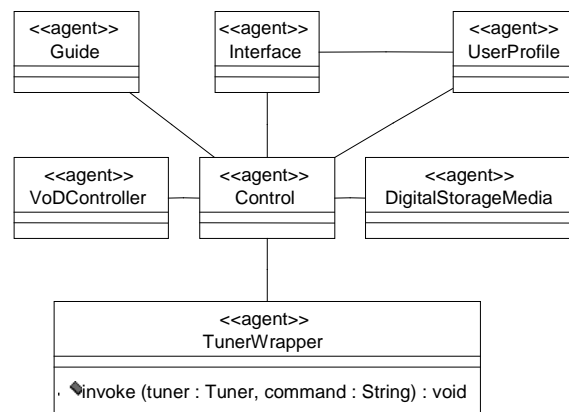 <<agent>> <<agent>> <<agent>>
Guide Interface UserProfile
<<agent>> <<agent>> <<agent>>
VoDController Control DigitalStorageMedia
<<agent>>
TunerWrapper
invoke (tuner : Tuner, command : String) : void